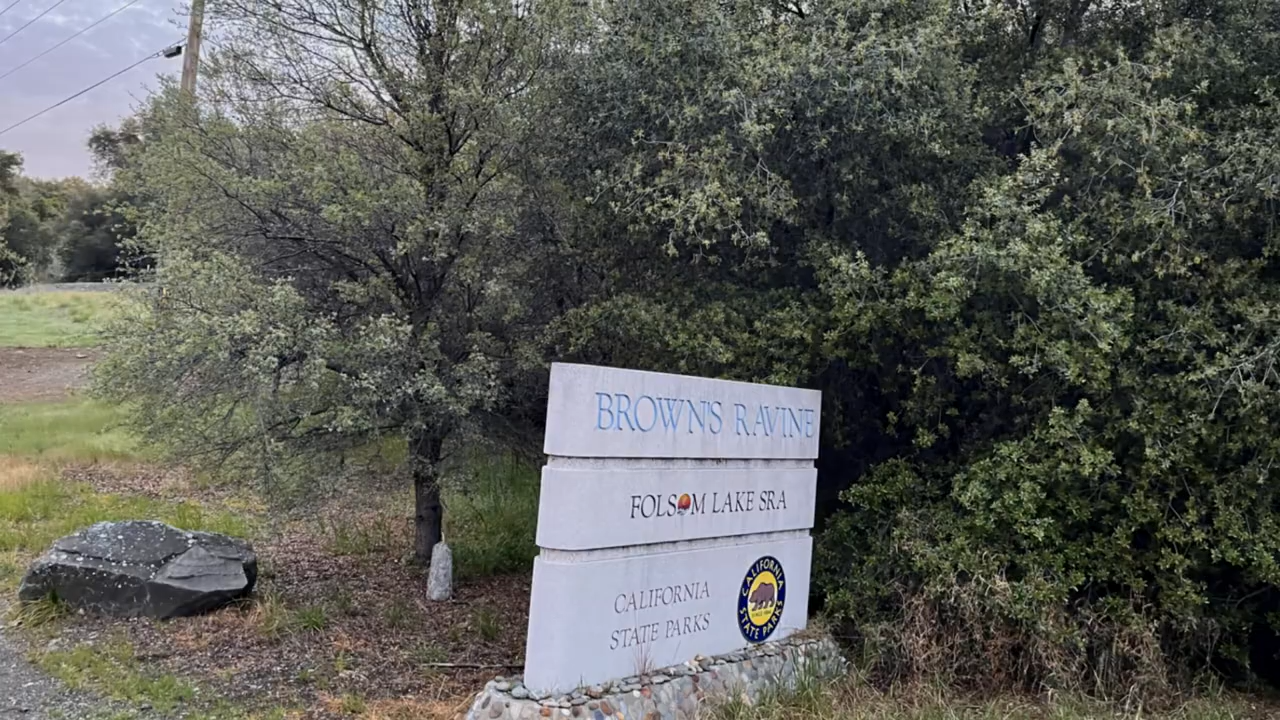 BROWN'S RAVINE
FOLSOM LAKE SRA
CALIFORNIA
STATE PARKS
CALIFORNIA
STATE PARKS